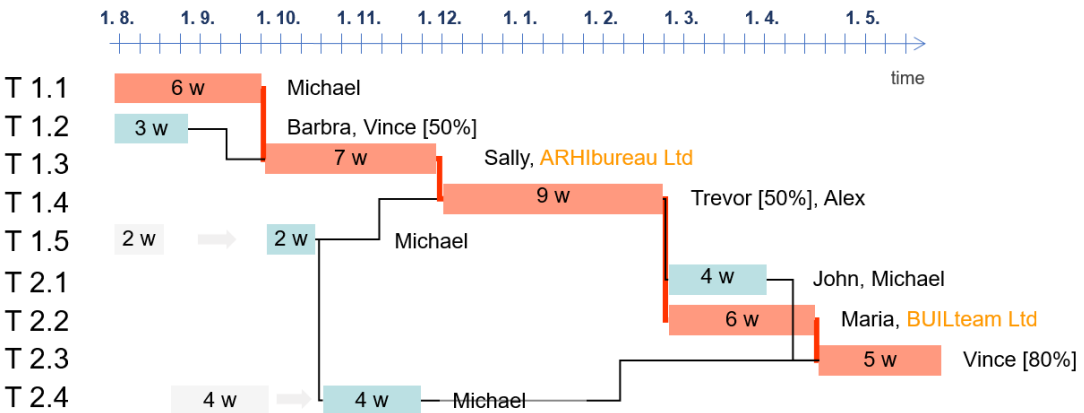 1. 8. 1. 9. 1. 10. 1. 11. 1. 12. 1. 1. 1. 2. 1. 3. 1. 4. 1. 5.
time
T 1.1 6 w Michael
T 1.2 3 w Barbra, Vince [50%]
T 1.3 7 w Sally, ARHIbureau Ltd
T 1.4 9 w Trevor [50%], Alex
T 1.5 2 w 2 w Michael
T 2.1 4 w John, Michael
T 2.2 6 w Maria, BUILteam Ltd
T 2.3 5 w Vince [80%]
T 2.4 4 w 4 w Michael